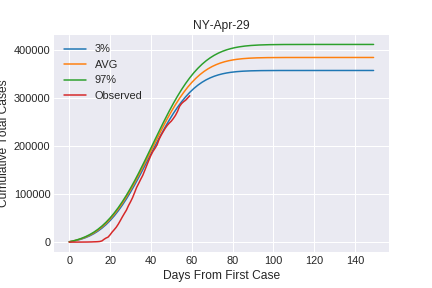 NY-Apr-29
Cumulative Total Cases
400000
300000
200000
100000
0
3%
AVG
97%
Observed
0 20 40 60 80 100 120 140
Days From First Case